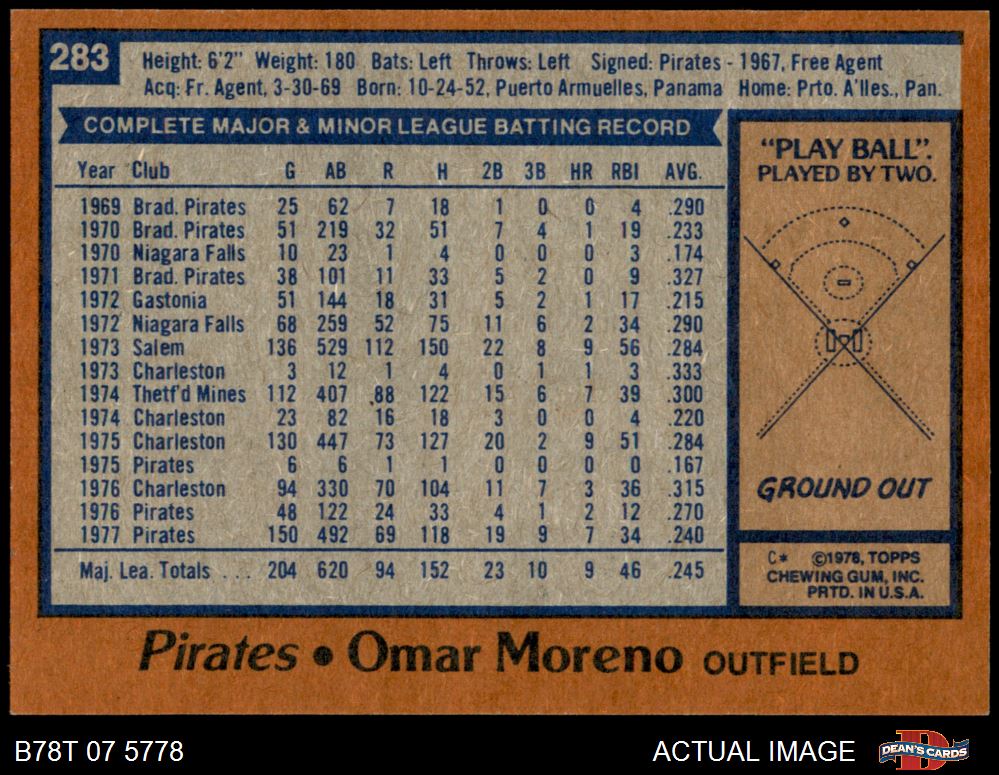 283
Height: 6'2" Weight: 180 Bats: Left Throws: Left Signed: Pirates - 1967, Free Agent
Acq: Fr. Agent, 3-30-69 Born: 10-24-52, Puerto Armuelles, Panama Home: Prto. A'lles., Pan.
COMPLETE MAJOR & MINOR LEAGUE BATTING RECORD
Year Club G AB R H 2B 3B HR RBI AVG.
1969 Brad. Pirates 25 62 7 18 1 0 0 4 .290
1970 Brad. Pirates 51 219 32 51 7 4 1 19 .233
1970 Niagara Falls 10 23 1 4 0 0 0 3 .174
1971 Brad. Pirates 38 101 11 33 5 2 0 9 .327
1972 Gastonia 51 144 18 31 5 2 1 17 .215
1972 Niagara Falls 68 259 52 75 11 6 2 34 .290
1973 Salem 136 529 112 150 22 8 9 56 .284
1973 Charleston 3 12 1 4 0 1 1 3 .333
1974 Thetf'd Mines 112 407 88 122 15 6 7 39 .300
1974 Charleston 23 82 16 18 3 0 0 4 .220
1975 Charleston 130 447 73 127 20 2 9 51 .284
1975 Pirates 6 6 1 1 0 0 0 0 .167
1976 Charleston 94 330 70 104 11 7 3 36 .315
1976 Pirates 48 122 24 33 4 1 2 12 .270
1977 Pirates 150 492 69 118 19 9 7 34 .240
Maj. Lea. Totals . . . 204 620 94 152 23 10 9 46 .245
"PLAY BALL".
PLAYED BY TWO.
GROUND OUT
C* ©1978, TOPPS
CHEWING GUM, INC.
PRTD. IN U.S.A.
Pirates • Omar Moreno OUTFIELD
B78T 07 5778
ACTUAL IMAGE
D
DEAN'S CARDS